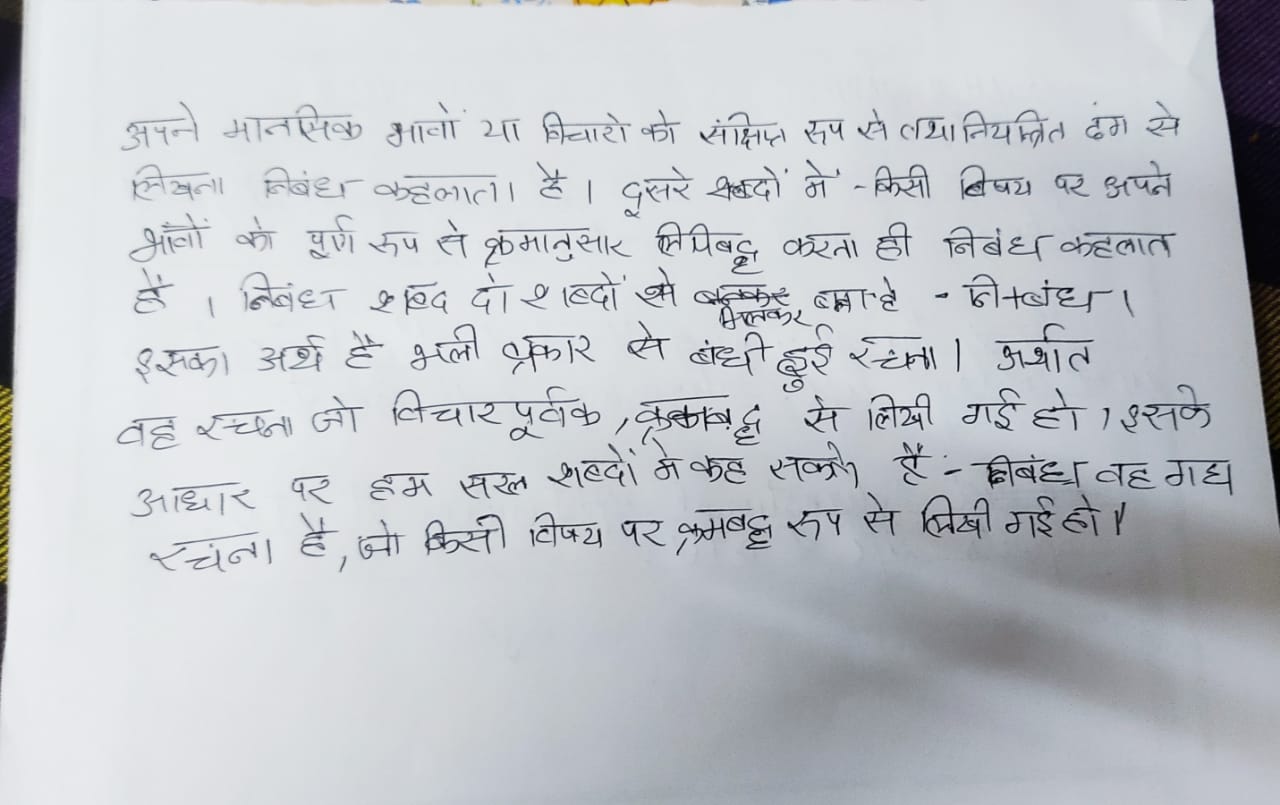 अपने मानसिक भावों या विचारो को संक्षिप्त रूप से तथा नियन्त्रित ढंग से
लिखना निबंध कहलाता है । दूसरे शब्दों में - किसी विषय पर अपने
भाँवों को पूर्ण रूप से क्रमानुसार लिपिबद्ध करना ही निबंध कहलात
है । निबंध शब्द दो शब्दों से मिलकर बना है - नि+बंध ।
इसका अर्थ है भली प्रकार से बंधी हुई रचना । अर्थात
वह रचना जो विचारपूर्वक , से लिखी गई हो , इसके
आधार पर हम सरल शब्दों में कह सकते हैं - निबंध वह गद्य
रचंना है , जो किसी विषय पर क्रमबद्ध रूप से लिखी गई हो ।